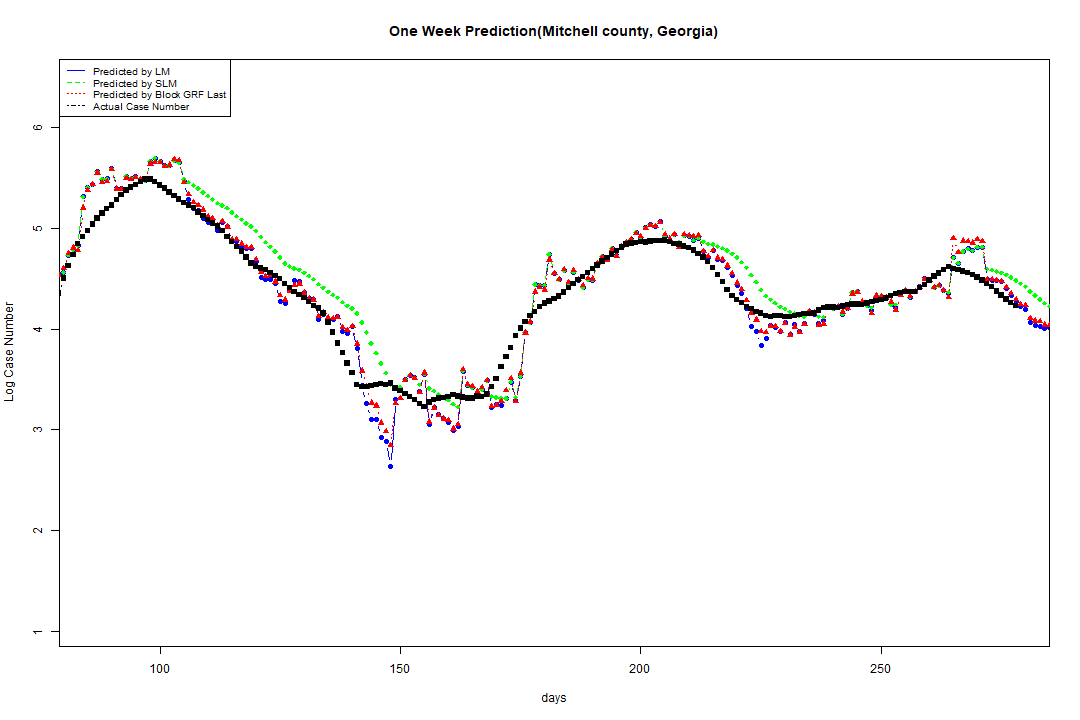 One Week Prediction(Mitchell county, Georgia)
Predicted by LM
Predicted by SLM
Predicted by Block GRF Last
Actual Case Number
Log Case Number
6
5
4
3
2
1
100 150 200 250
days